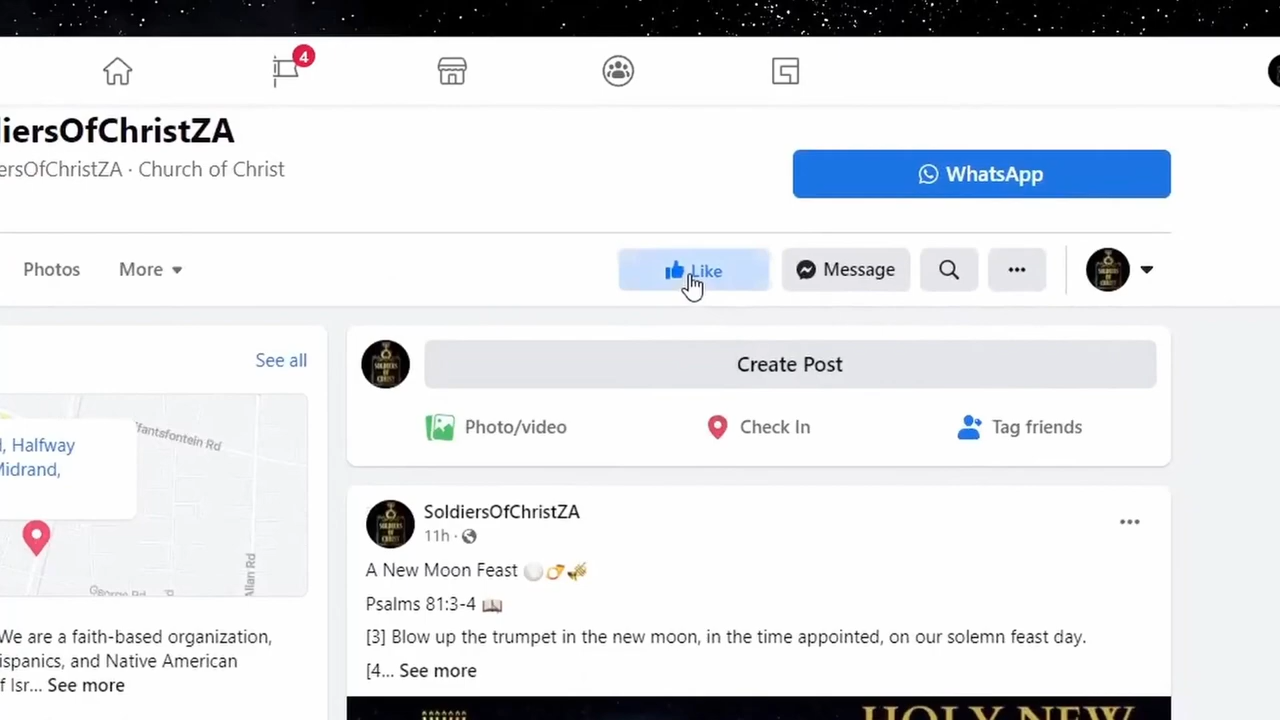 4
iersOfChristZA
ersOfChristZA · Church of Christ
WhatsApp
Photos
More
Like
Message
See all
Create Post
Photo/video
Check In
Tag friends
fantsfontein Rd
, Halfway
Midrand,
Allan Rd
George Rd
SoldiersOfChristZA
11h ·
A New Moon Feast
Psalms 81:3-4
[3] Blow up the trumpet in the new moon, in the time appointed, on our solemn feast day.
[4... See more
We are a faith-based organization,
ispanics, and Native American
f Isr... See more
HOLY NEW